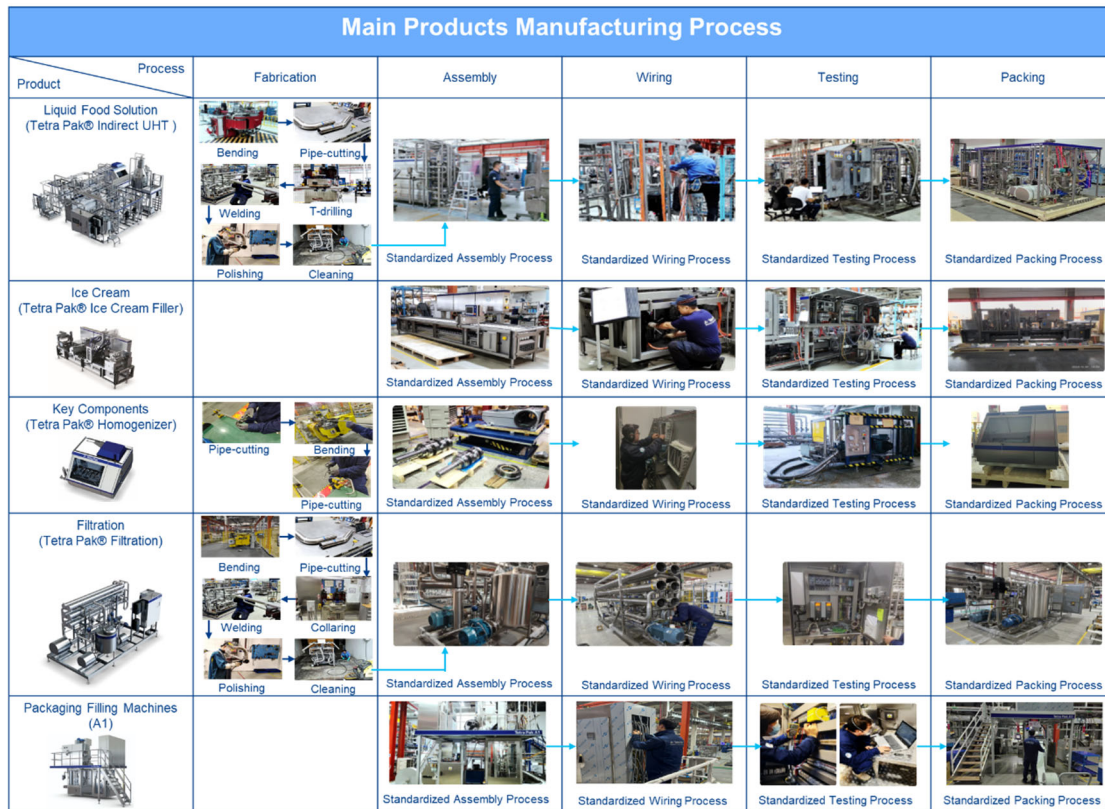 Main Products Manufacturing Process
Process
Product
Fabrication
Assembly
Wiring
Testing
Packing
Liquid Food Solution
(Tetra Pak® Indirect UHT )
Bending
Pipe-cutting
Welding
T-drilling
Polishing
Cleaning
Standardized Assembly Process
Standardized Wiring Process
Standardized Testing Process
Standardized Packing Process
Ice Cream
(Tetra Pak® Ice Cream Filler)
Standardized Assembly Process
Standardized Wiring Process
Standardized Testing Process
Standardized Packing Process
Key Components
(Tetra Pak® Homogenizer)
Pipe-cutting
Bending
Pipe-cutting
Standardized Assembly Process
Standardized Wiring Process
Standardized Testing Process
Standardized Packing Process
Filtration
(Tetra Pak® Filtration)
Bending
Pipe-cutting
Welding
Collaring
Polishing
Cleaning
Standardized Assembly Process
Standardized Wiring Process
Standardized Testing Process
Standardized Packing Process
Packaging Filling Machines
(A1)
Tetra Pak A1
Standardized Assembly Process
Standardized Wiring Process
Standardized Testing Process
Standardized Packing Process